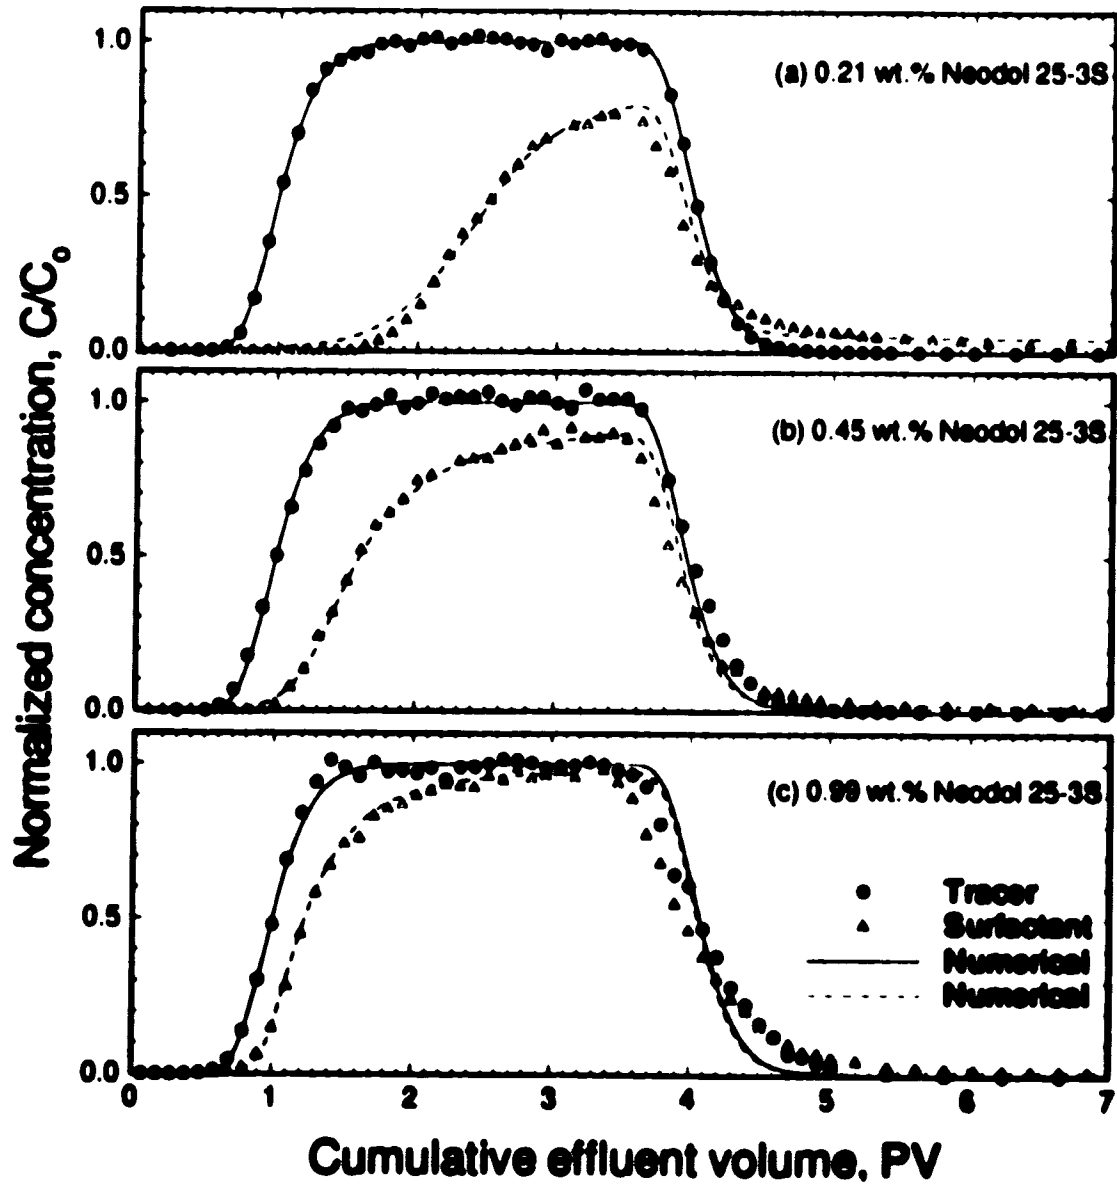 Normalized concentration, C/Co
1.0
0.5
0.0
(a) 0.21 wt.% Neodol 25-3S
1.0
0.5
0.0
(b) 0.45 wt.% Neodol 25-3S
1.0
0.5
0.0
(c) 0.99 wt.% Neodol 25-3S
Tracer
Surfactant
Numerical
Numerical
0 1 2 3 4 5 6 7
Cumulative effluent volume, PV